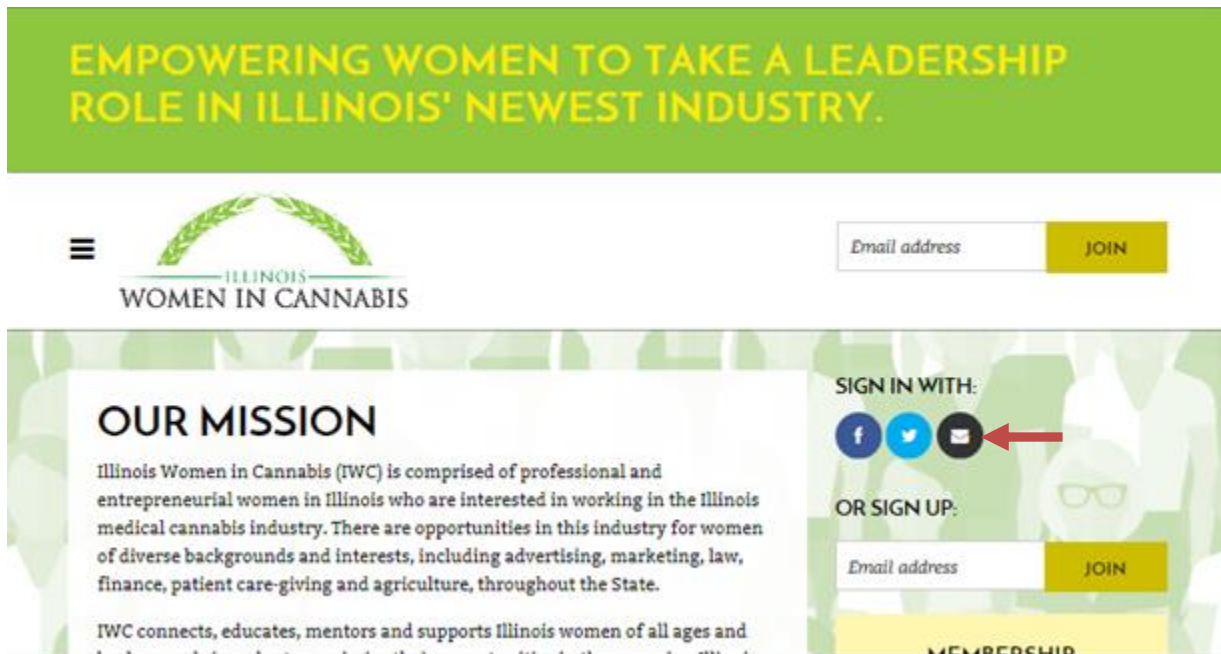 EMPOWERING WOMEN TO TAKE A LEADERSHIP
ROLE IN ILLINOIS' NEWEST INDUSTRY.
ILLINOIS
WOMEN IN CANNABIS
Email address
JOIN
OUR MISSION
Illinois Women in Cannabis (IWC) is comprised of professional and
entrepreneurial women in Illinois who are interested in working in the Illinois
medical cannabis industry. There are opportunities in this industry for women
of diverse backgrounds and interests, including advertising, marketing, law,
finance, patient care-giving and agriculture, throughout the State.
IWC connects, educates, mentors and supports Illinois women of all ages and
SIGN IN WITH:
f
OR SIGN UP:
Email address
JOIN
MEMBERSHIP